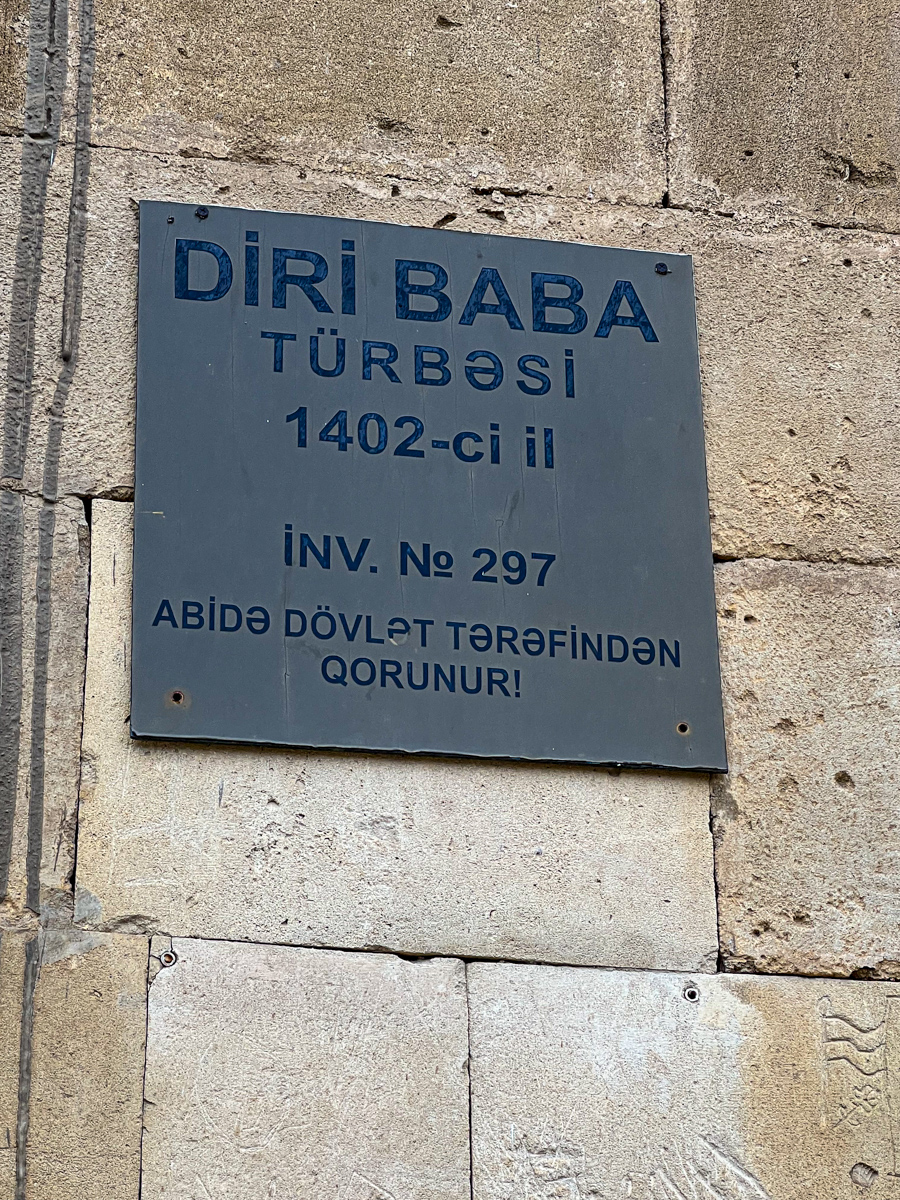 DİRİ BABA
TÜRBƏSİ
1402-ci il
İNV. № 297
ABİDƏ DÖVLƏT TƏRƏFİNDƏN
QORUNUR!